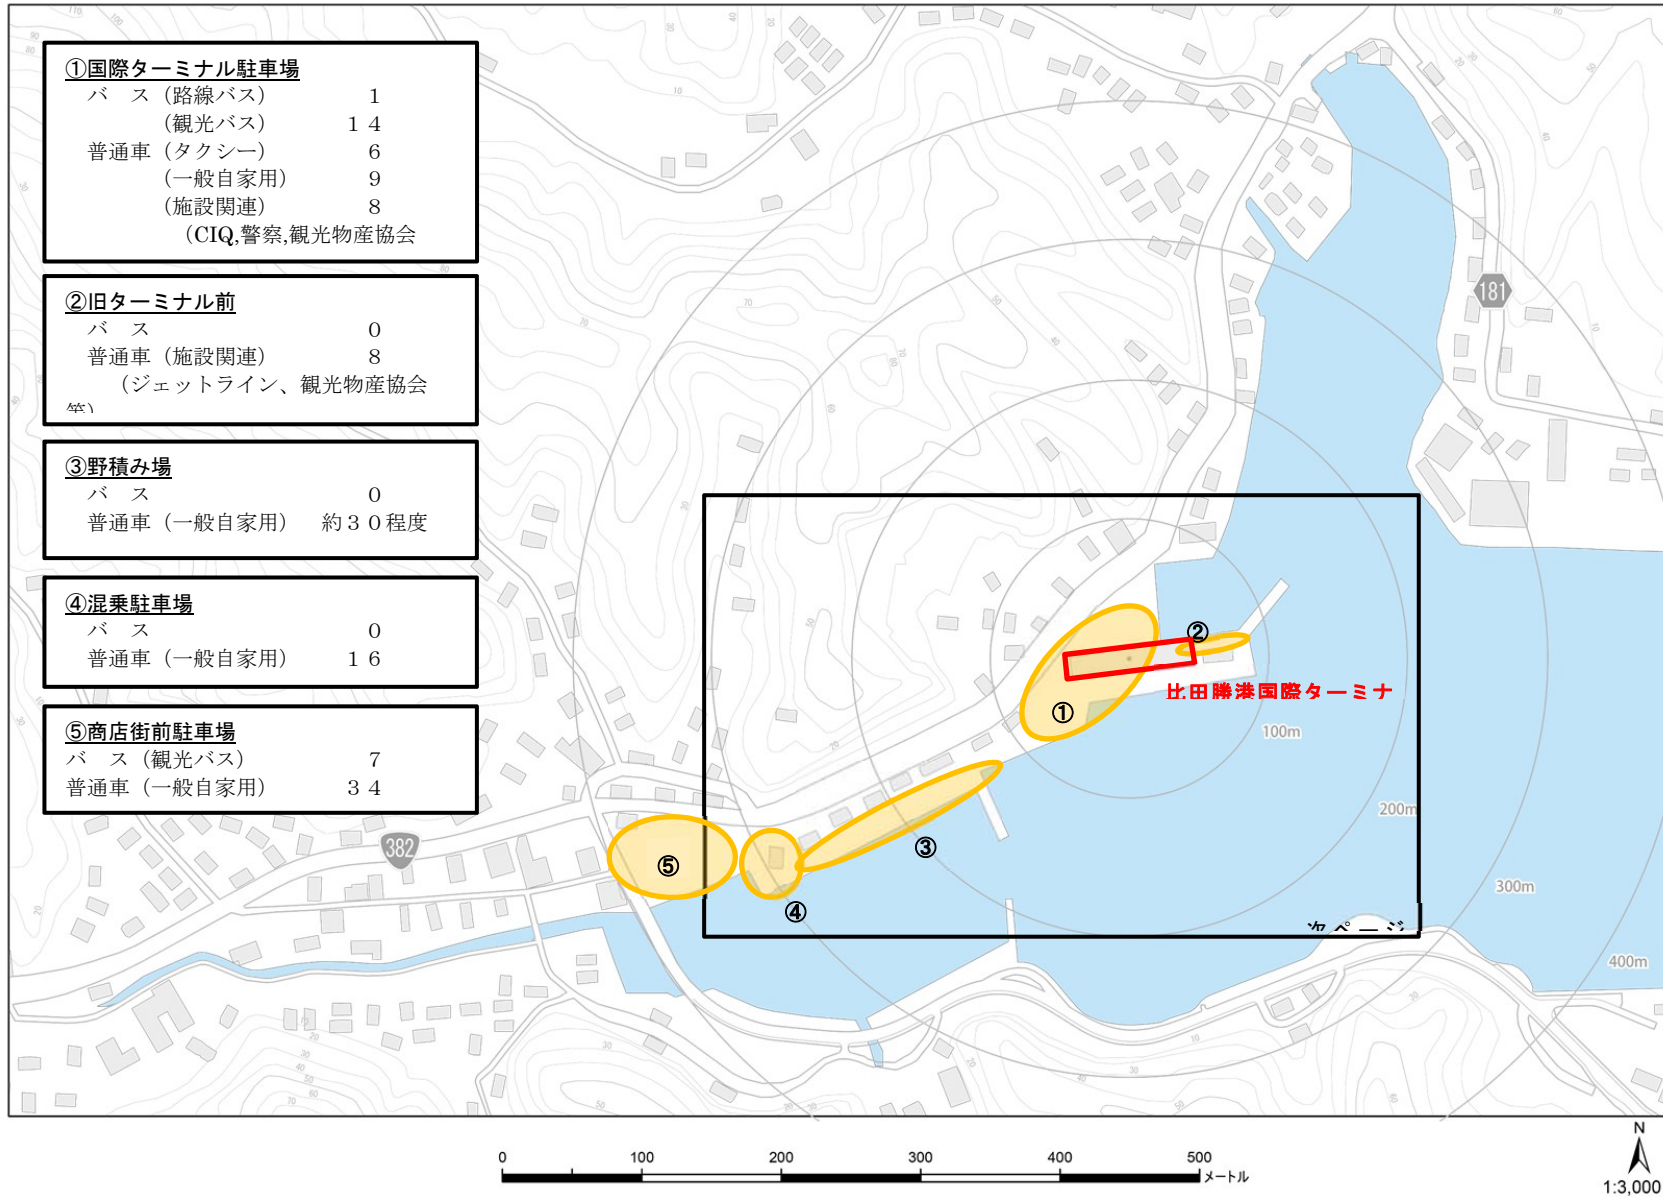 ①国際ターミナル駐車場
バ　ス（路線バス）　1
（観光バス）　１４
普通車（タクシー）　6
（一般自家用）　9
（施設関連）　8
（CIQ,警察,観光物産協会
②旧ターミナル前
バ　ス　0
普通車（施設関連）　8
（ジェットライン、観光物産協会
等）
③野積み場
バ　ス　0
普通車（一般自家用）　約３０程度
④混乗駐車場
バ　ス　0
普通車（一般自家用）　１６
⑤商店街前駐車場
バ　ス（観光バス）　7
普通車（一般自家用）　３４
181
382
②
比田勝港国際ターミナ
①
100m
200m
③
⑤
④
300m
次ページ
400m
0　100　200　300　400　500
メートル
N
1:3,000